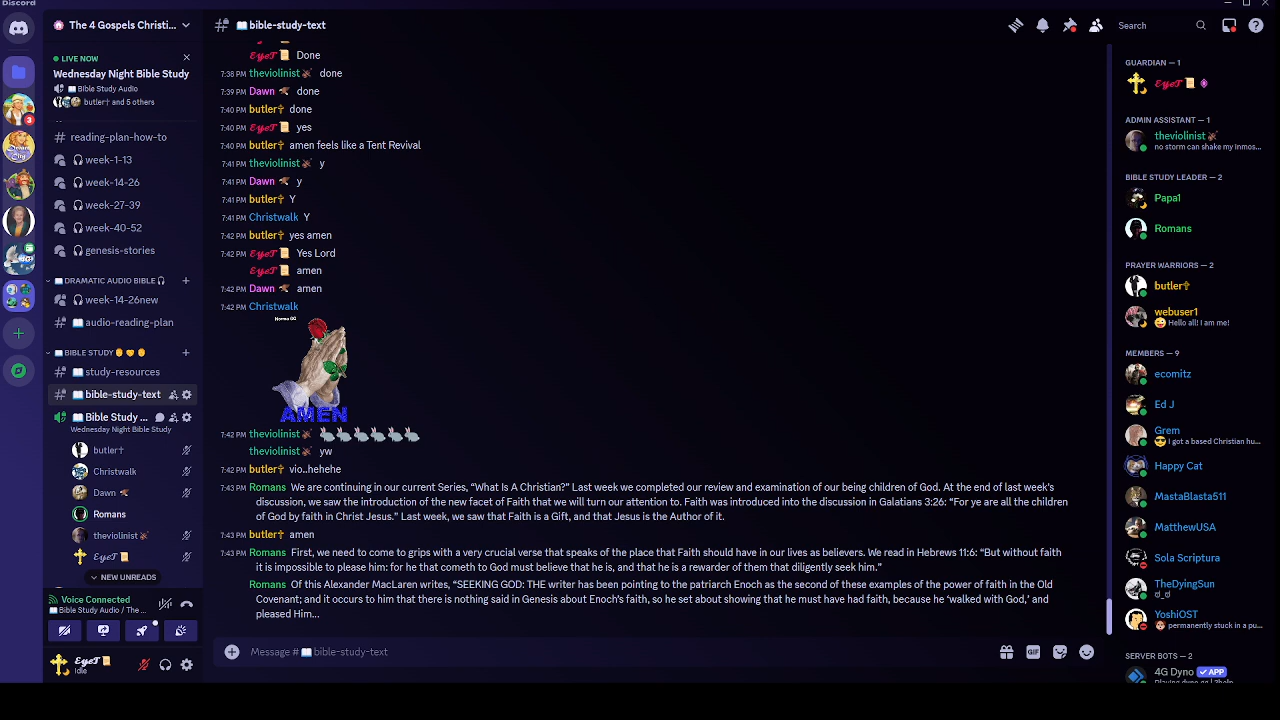 Discord
The 4 Gospels Christi...
📖bible-study-text
Search
LIVE NOW
Wednesday Night Bible Study
📖 Bible Study Audio
butler† and 5 others
reading-plan-how-to
week-1-13
week-14-26
week-27-39
week-40-52
genesis-stories
📖DRAMATIC AUDIO BIBLE🎧
week-14-26new
📖audio-reading-plan
📖BIBLE STUDY
📖study-resources
📖bible-study-text
📖Bible Study ...
Wednesday Night Bible Study
butler†
Christwalk
Dawn
Romans
theviolinist
EyeT📜
NEW UNREADS
Voice Connected
📖Bible Study Audio / The ...
EyeT📜
Idle
EyeT📜 Done
7:38 PM theviolinist done
7:39 PM Dawn done
7:40 PM butler✞ done
7:40 PM EyeT📜 yes
7:40 PM butler✞ amen feels like a Tent Revival
7:41 PM theviolinist y
7:41 PM Dawn y
7:41 PM butler✞ Y
7:41 PM Christwalk Y
7:42 PM butler✞ yes amen
7:42 PM EyeT📜 Yes Lord
EyeT📜 amen
7:42 PM Dawn amen
7:42 PM Christwalk
AMEN
7:42 PM theviolinist 🐇🐇🐇🐇🐇🐇
theviolinist yw
7:42 PM butler✞ vio..hehehe
7:43 PM Romans We are continuing in our current Series, “What Is A Christian?” Last week we completed our review and examination of our being children of God. At the end of last week’s
discussion, we saw the introduction of the new facet of Faith that we will turn our attention to. Faith was introduced into the discussion in Galatians 3:26: “For ye are all the children
of God by faith in Christ Jesus.” Last week, we saw that Faith is a Gift, and that Jesus is the Author of it.
7:43 PM butler✞ amen
7:43 PM Romans First, we need to come to grips with a very crucial verse that speaks of the place that Faith should have in our lives as believers. We read in Hebrews 11:6: “But without faith
it is impossible to please him: for he that cometh to God must believe that he is, and that he is a rewarder of them that diligently seek him.”
Romans Of this Alexander MacLaren writes, “SEEKING GOD: THE writer has been pointing to the patriarch Enoch as the second of these examples of the power of faith in the Old
Covenant; and it occurs to him that there is nothing said in Genesis about Enoch’s faith, so he set about showing that he must have had faith, because he ‘walked with God,’ and
pleased Him...
Message #📖bible-study-text
GIF
GUARDIAN — 1
EyeT📜
ADMIN ASSISTANT — 1
theviolinist
no storm can shake my inmos...
BIBLE STUDY LEADER — 2
Papa1
Romans
PRAYER WARRIORS — 2
butler✞
webuser1
😄 Hello all! I am me!
MEMBERS — 9
ecomitz
Ed J
Grem
😎 I got a based Christian hu...
Happy Cat
MastaBlasta511
MatthewUSA
Sola Scriptura
TheDyingSun
ಠ_ಠ
YoshiOST
permanently stuck in a pu...
SERVER BOTS — 2
4G Dyno ✓ APP